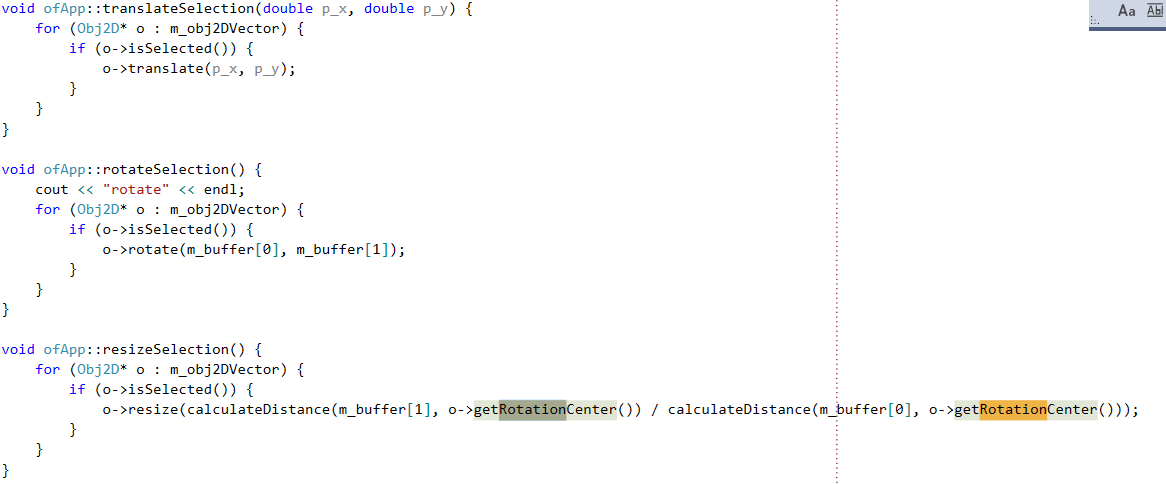 void ofApp::translateSelection(double p_x, double p_y) {
    for (Obj2D* o : m_obj2DVector) {
        if (o->isSelected()) {
            o->translate(p_x, p_y);
        }
    }
}

void ofApp::rotateSelection() {
    cout << "rotate" << endl;
    for (Obj2D* o : m_obj2DVector) {
        if (o->isSelected()) {
            o->rotate(m_buffer[0], m_buffer[1]);
        }
    }
}

void ofApp::resizeSelection() {
    for (Obj2D* o : m_obj2DVector) {
        if (o->isSelected()) {
            o->resize(calculateDistance(m_buffer[1], o->getRotationCenter()) / calculateDistance(m_buffer[0], o->getRotationCenter()));
        }
    }
}
Aa Abl